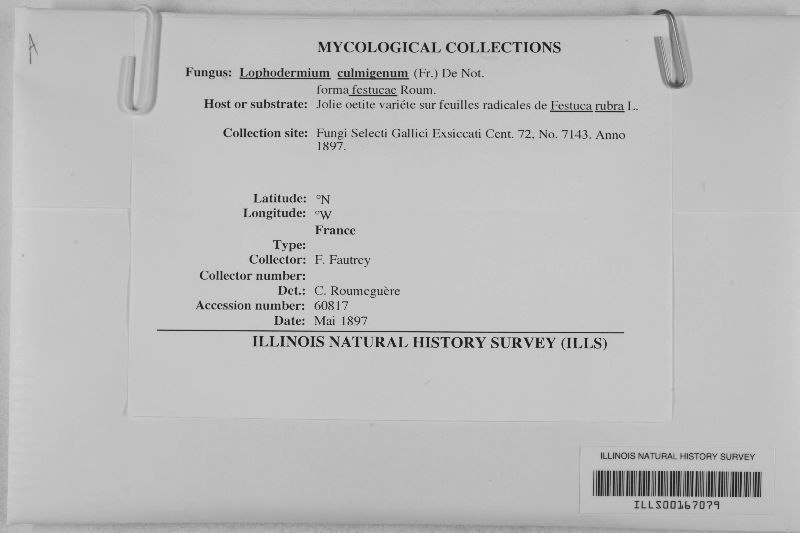 A
MYCOLOGICAL COLLECTIONS
Fungus: Lophodermium culmigenum (Fr.) De Not.
forma festucae Roum.
Host or substrate: Jolie oetite variéte sur feuilles radicales de Festuca rubra L.
Collection site: Fungi Selecti Gallici Exsiccati Cent. 72, No. 7143. Anno
1897.
Latitude: °N
Longitude: °W
France
Type:
Collector: F. Fautrey
Collector number:
Det.: C. Roumeguère
Accession number: 60817
Date: Mai 1897
ILLINOIS NATURAL HISTORY SURVEY (ILLS)
ILLINOIS NATURAL HISTORY SURVEY
ILLS00167079